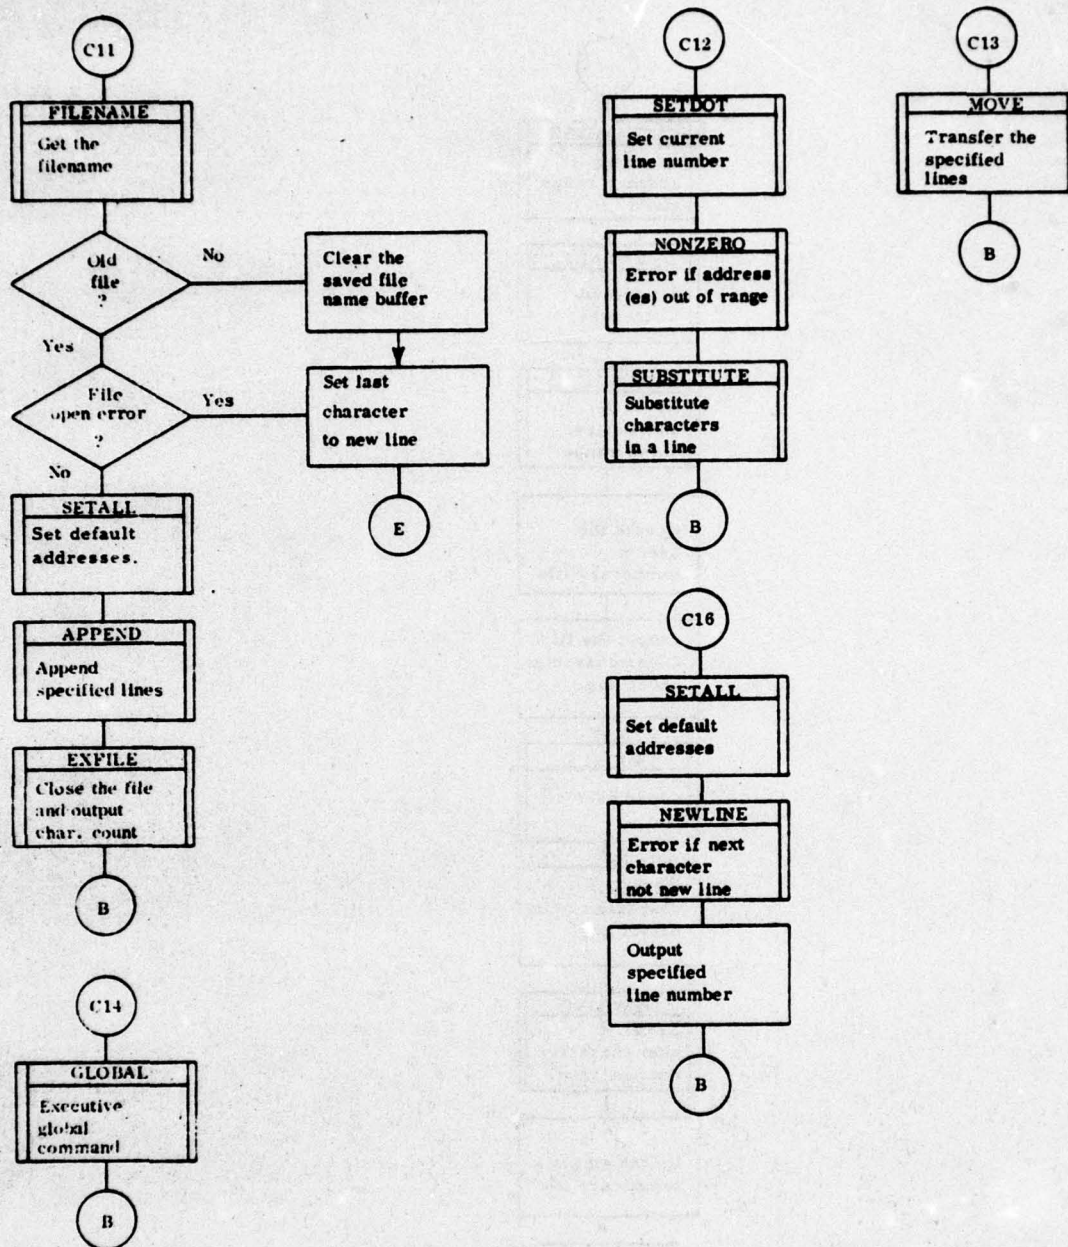 C11
FILENAME
Get the
filename
Old
file
?
No
Clear the
saved file
name buffer
Yes
File
open error
?
Yes
Set last
character
to new line
E
No
SETALL
Set default
addresses.
APPEND
Append
specified lines
EXFILE
Close the file
and output
char. count
B
C14
GLOBAL
Executive
global
command
B
C12
SETDOT
Set current
line number
NONZERO
Error if address
(es) out of range
SUBSTITUTE
Substitute
characters
in a line
B
C16
SETALL
Set default
addresses
NEWLINE
Error if next
character
not new line
Output
specified
line number
B
C13
MOVE
Transfer the
specified
lines
B